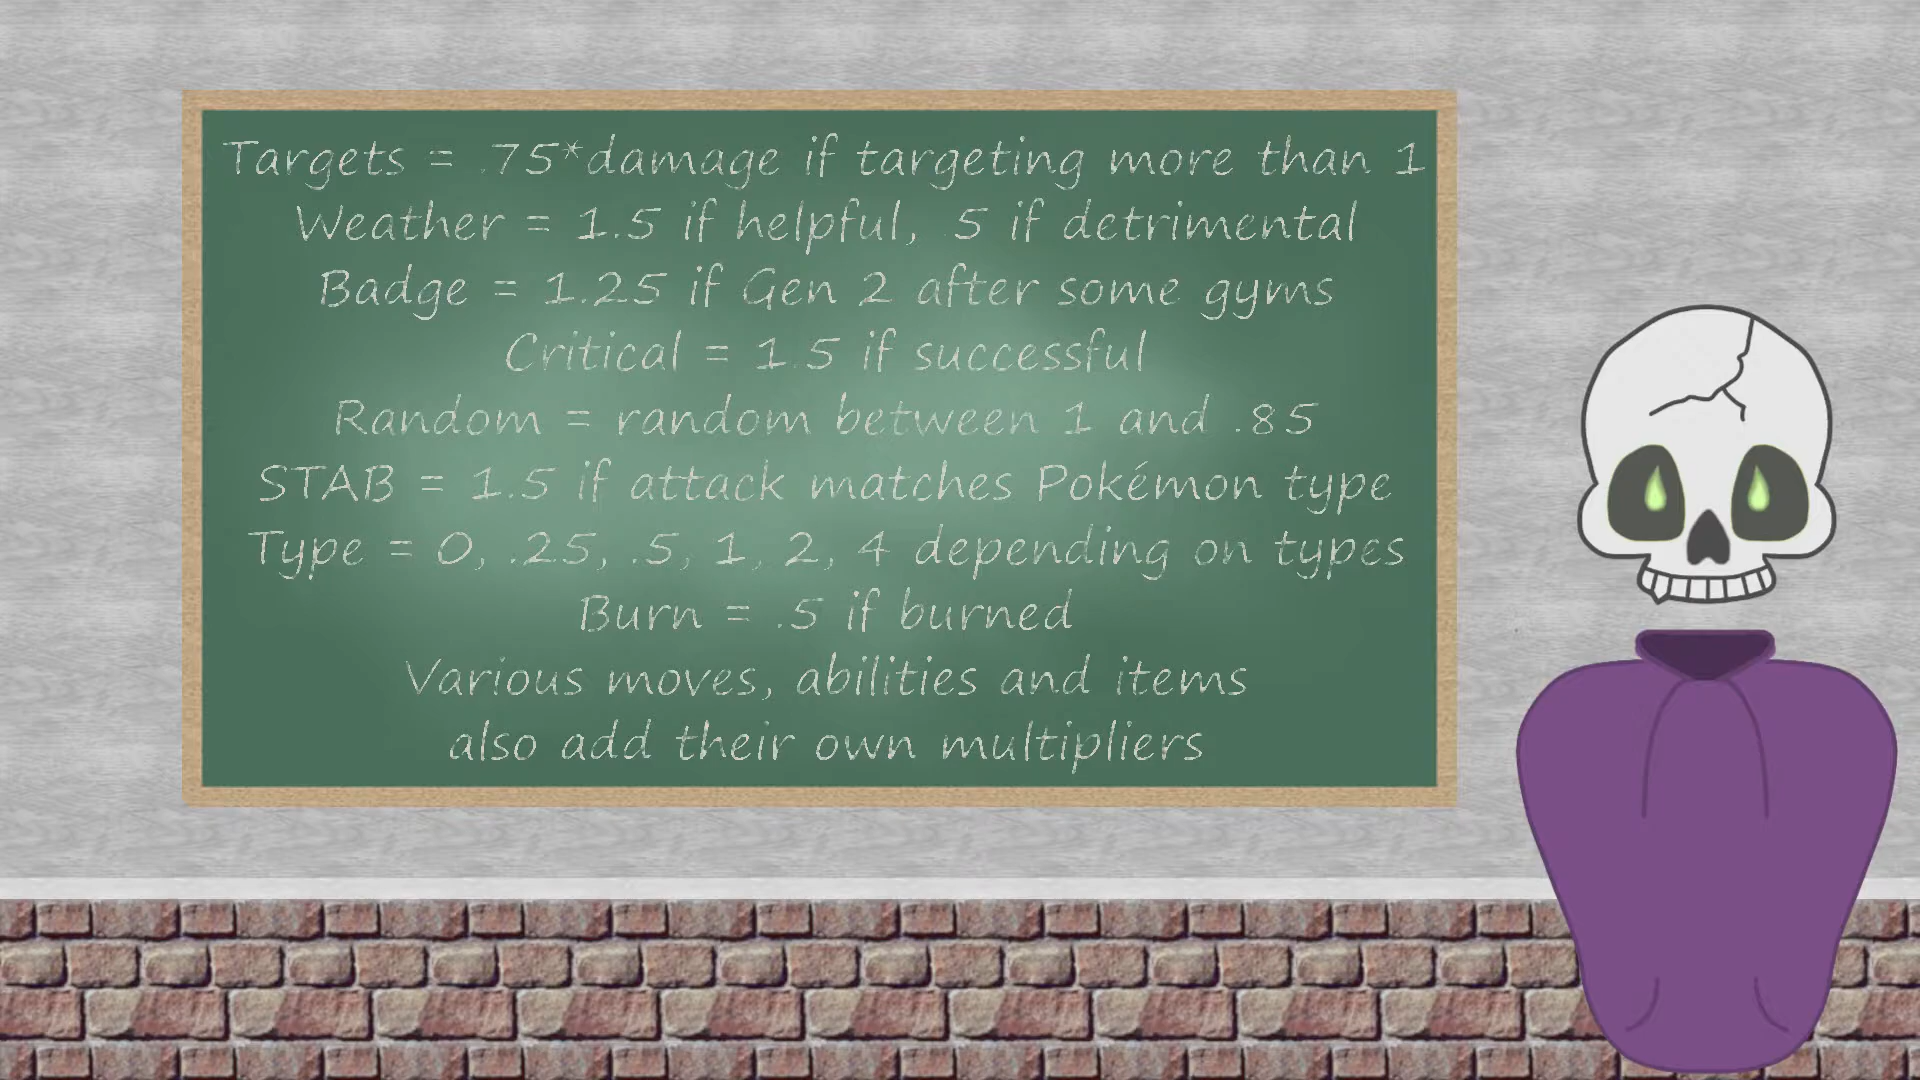 Targets = .75*damage if targeting more than 1
Weather = 1.5 if helpful, .5 if detrimental
Badge = 1.25 if Gen 2 after some gyms
Critical = 1.5 if successful
Random = random between 1 and .85
STAB = 1.5 if attack matches Pokémon type
Type = 0, .25, .5, 1, 2, 4 depending on types
Burn = .5 if burned
Various moves, abilities and items
also add their own multipliers